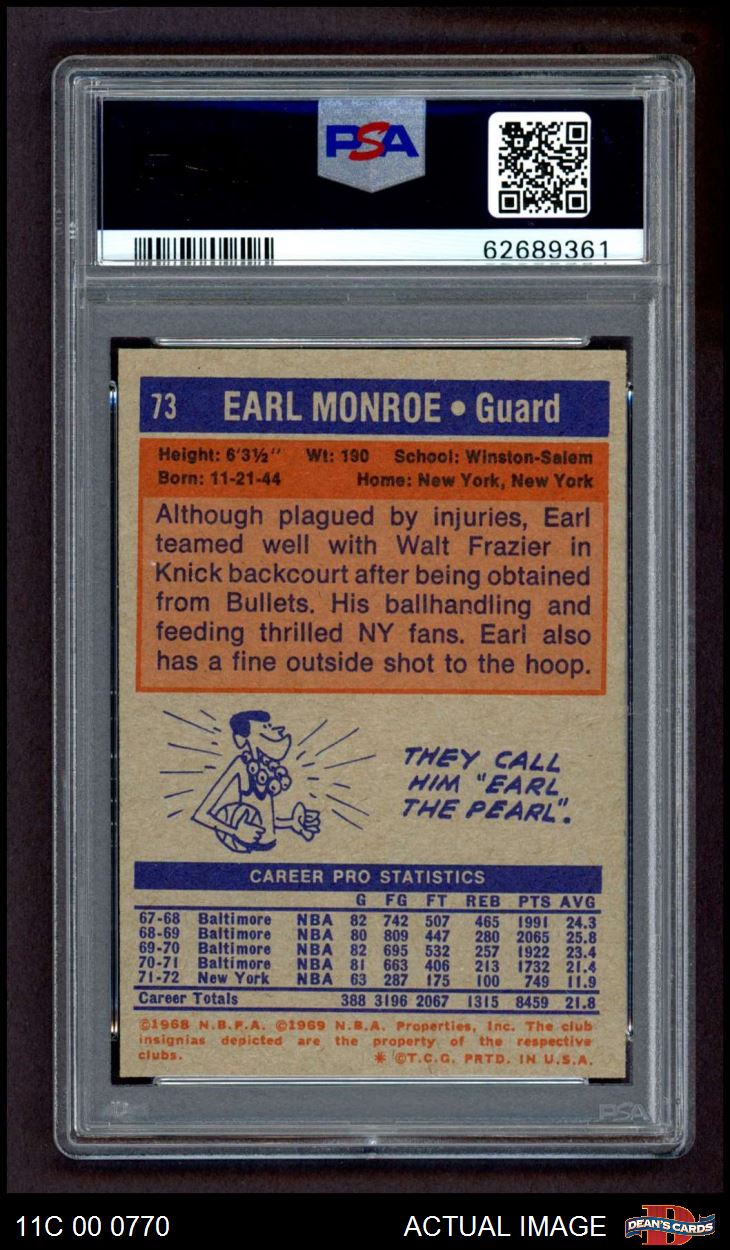 PSA
62689361
73 EARL MONROE • Guard
Height: 6'3½" Wt: 190 School: Winston-Salem
Born: 11-21-44 Home: New York, New York
Although plagued by injuries, Earl
teamed well with Walt Frazier in
Knick backcourt after being obtained
from Bullets. His ballhandling and
feeding thrilled NY fans. Earl also
has a fine outside shot to the hoop.
THEY CALL
HIM "EARL
THE PEARL".
CAREER PRO STATISTICS
G FG FT REB PTS AVG
67-68 Baltimore NBA 82 742 507 465 1991 24.3
68-69 Baltimore NBA 80 809 447 280 2065 25.8
69-70 Baltimore NBA 82 695 532 257 1922 23.4
70-71 Baltimore NBA 81 663 406 213 1732 21.4
71-72 New York NBA 63 287 175 100 749 11.9
Career Totals 388 3196 2067 1315 8459 21.8
©1968 N.B.P.A. ©1969 N.B.A. Properties, Inc. The club
insignias depicted are the property of the respective
clubs. * ©T.C.G. PRTD. IN U.S.A.
PSA
11C 00 0770 ACTUAL IMAGE DEAN'S CARDS